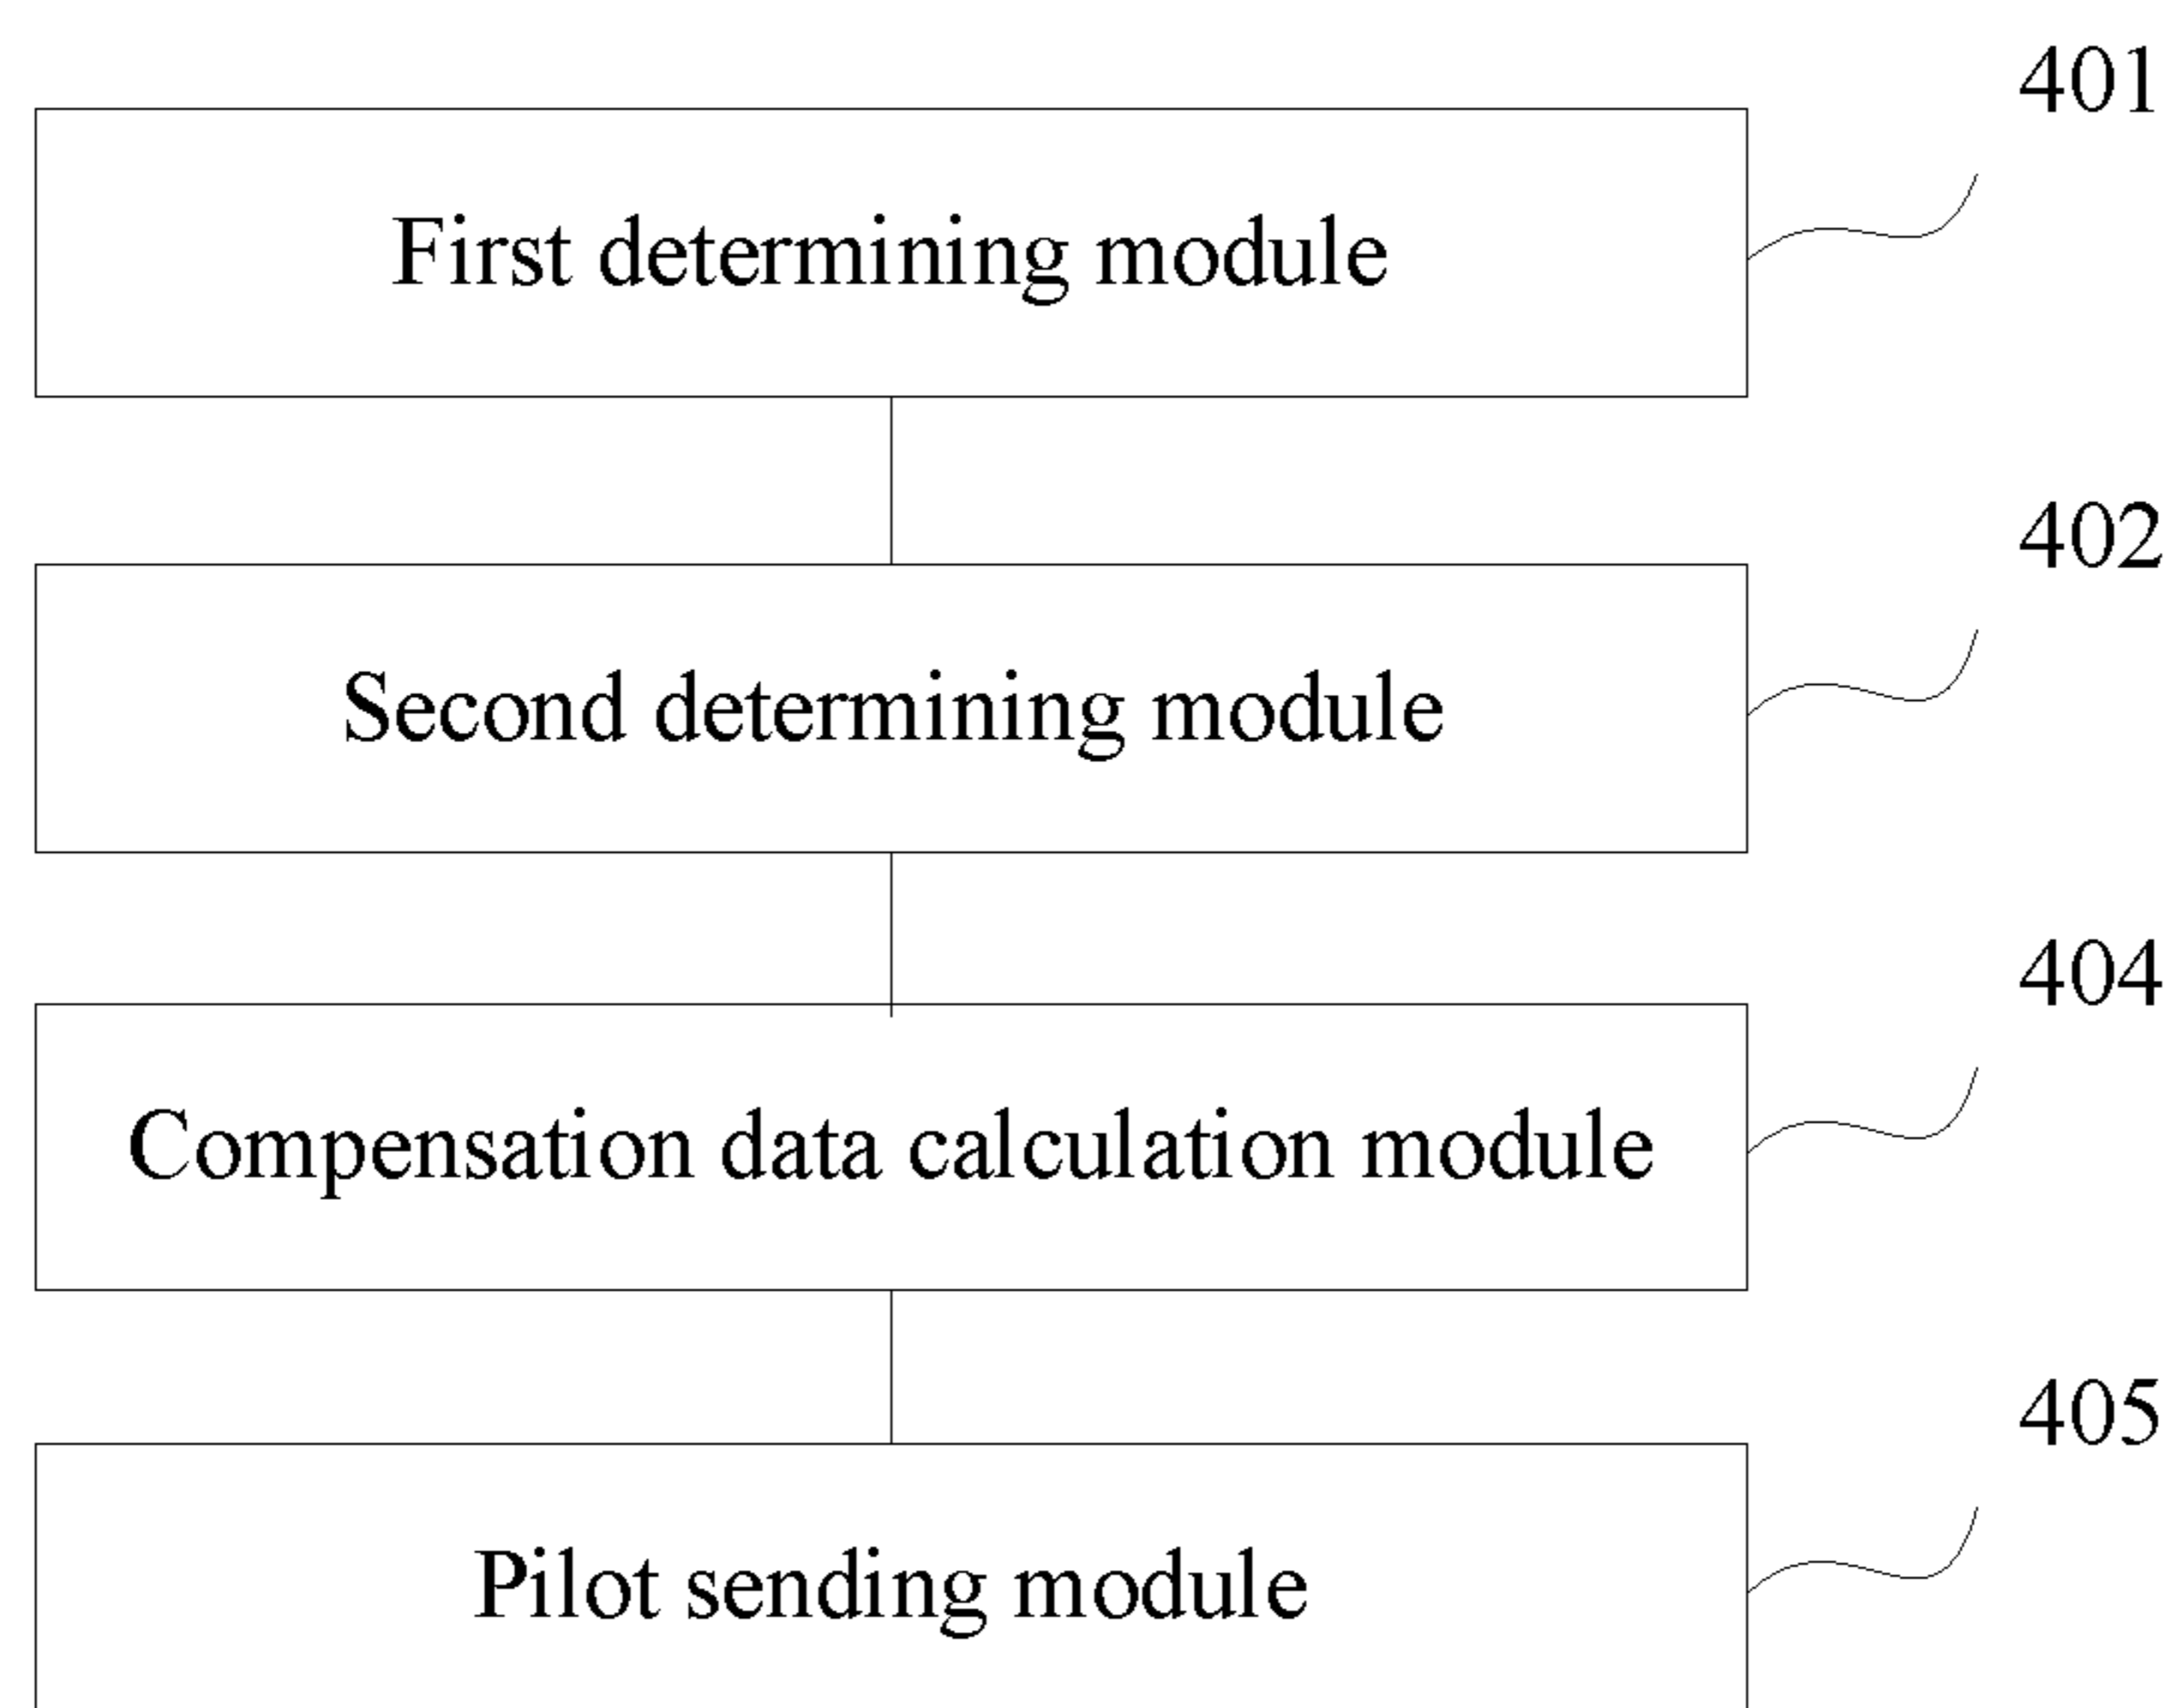 401
First determining module
402
Second determining module
404
Compensation data calculation module
405
Pilot sending module